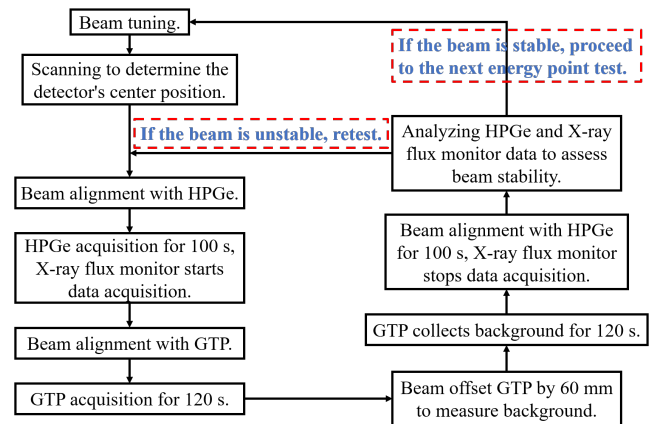 Beam tuning.
Scanning to determine the
detector's center position.
If the beam is unstable, retest.
Beam alignment with HPGe.
HPGe acquisition for 100 s,
X-ray flux monitor starts
data acquisition.
Beam alignment with GTP.
GTP acquisition for 120 s.
Beam offset GTP by 60 mm
to measure background.
GTP collects background for 120 s.
Beam alignment with HPGe
for 100 s, X-ray flux monitor
stops data acquisition.
Analyzing HPGe and X-ray
flux monitor data to assess
beam stability.
If the beam is stable, proceed
to the next energy point test.